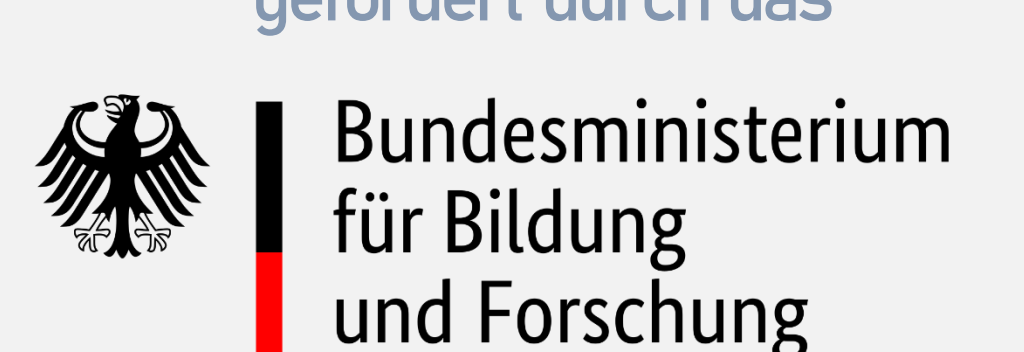 gefördert durch das
Bundesministerium
für Bildung
und Forschung